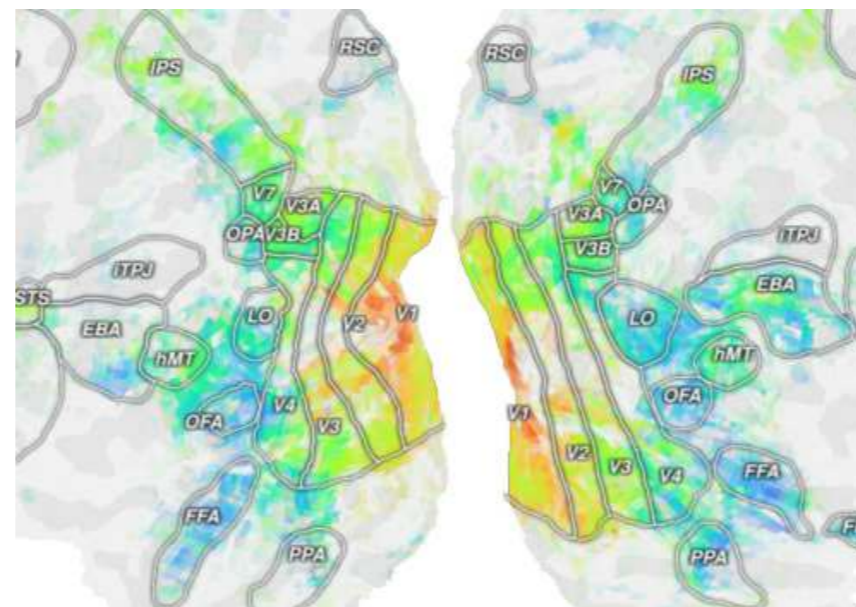 IPS
RSC
V7
V3A
OPA
V3B
iTPJ
STS
EBA
hMT
LO
V2
V1
OFA
V4
V3
FFA
PPA
RSC
IPS
V7
OPA
V3A
V3B
iTPJ
EBA
LO
hMT
OFA
V1
V2
V3
V4
FFA
PPA